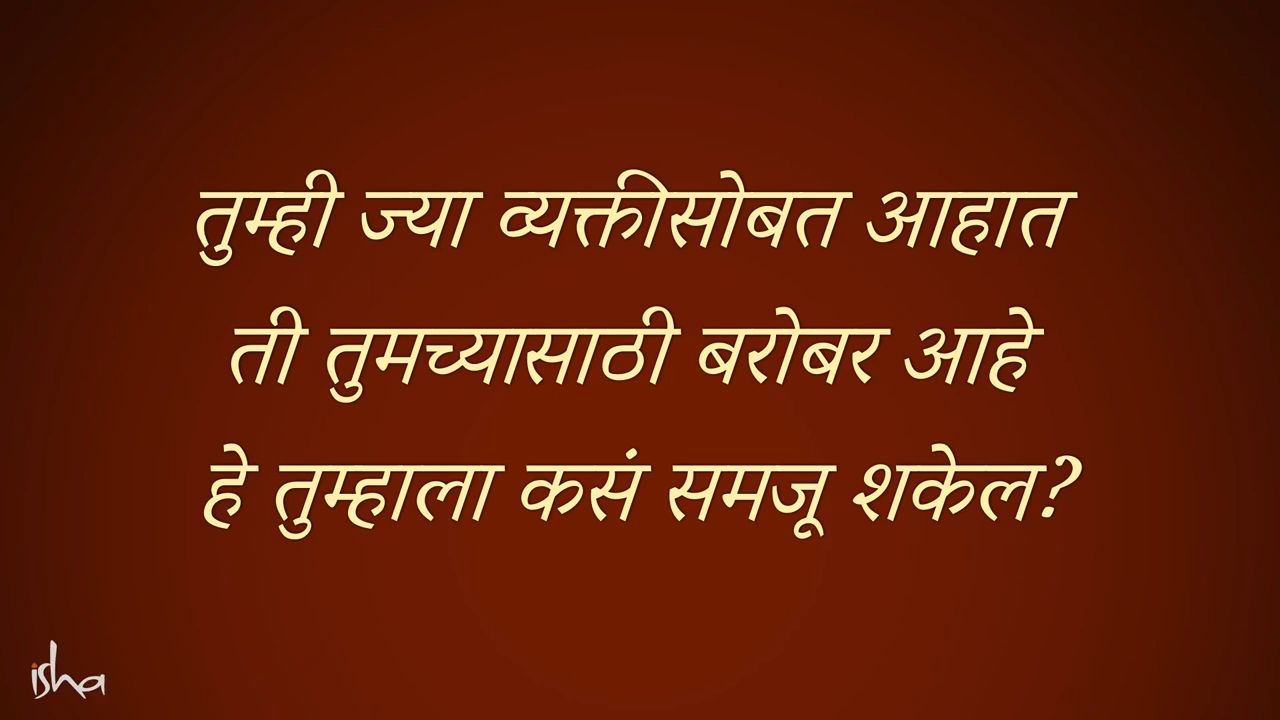 तुम्ही ज्या व्यक्तीसोबत आहात
ती तुमच्यासाठी बरोबर आहे
हे तुम्हाला कसं समजू शकेल?
isha